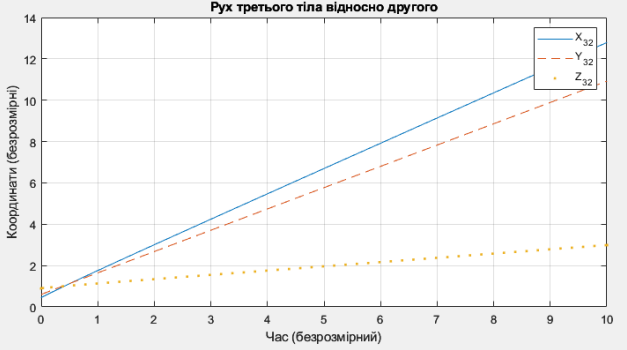 Рух третього тіла відносно другого
X32
Y32
Z32
14
12
10
8
6
4
2
0
Координати (безрозмірні)
0 1 2 3 4 5 6 7 8 9 10
Час (безрозмірний)